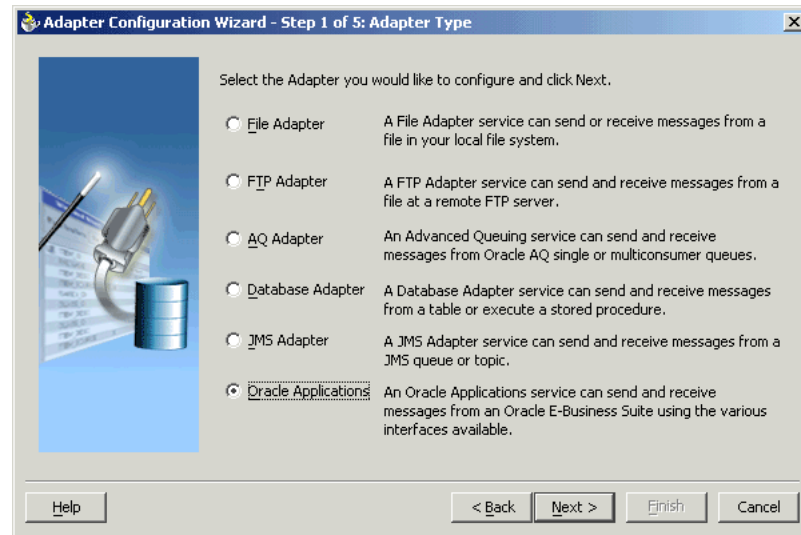 Adapter Configuration Wizard - Step 1 of 5: Adapter Type
Select the Adapter you would like to configure and click Next.
File Adapter
A File Adapter service can send or receive messages from a
file in your local file system.
FTP Adapter
A FTP Adapter service can send and receive messages from a
file at a remote FTP server.
AQ Adapter
An Advanced Queuing service can send and receive
messages from Oracle AQ single or multiconsumer queues.
Database Adapter
A Database Adapter service can send and receive messages
from a table or execute a stored procedure.
JMS Adapter
A JMS Adapter service can send and receive messages from a
JMS queue or topic.
Oracle Applications
An Oracle Applications service can send and receive
messages from an Oracle E-Business Suite using the various
interfaces available.
Help
< Back
Next >
Finish
Cancel